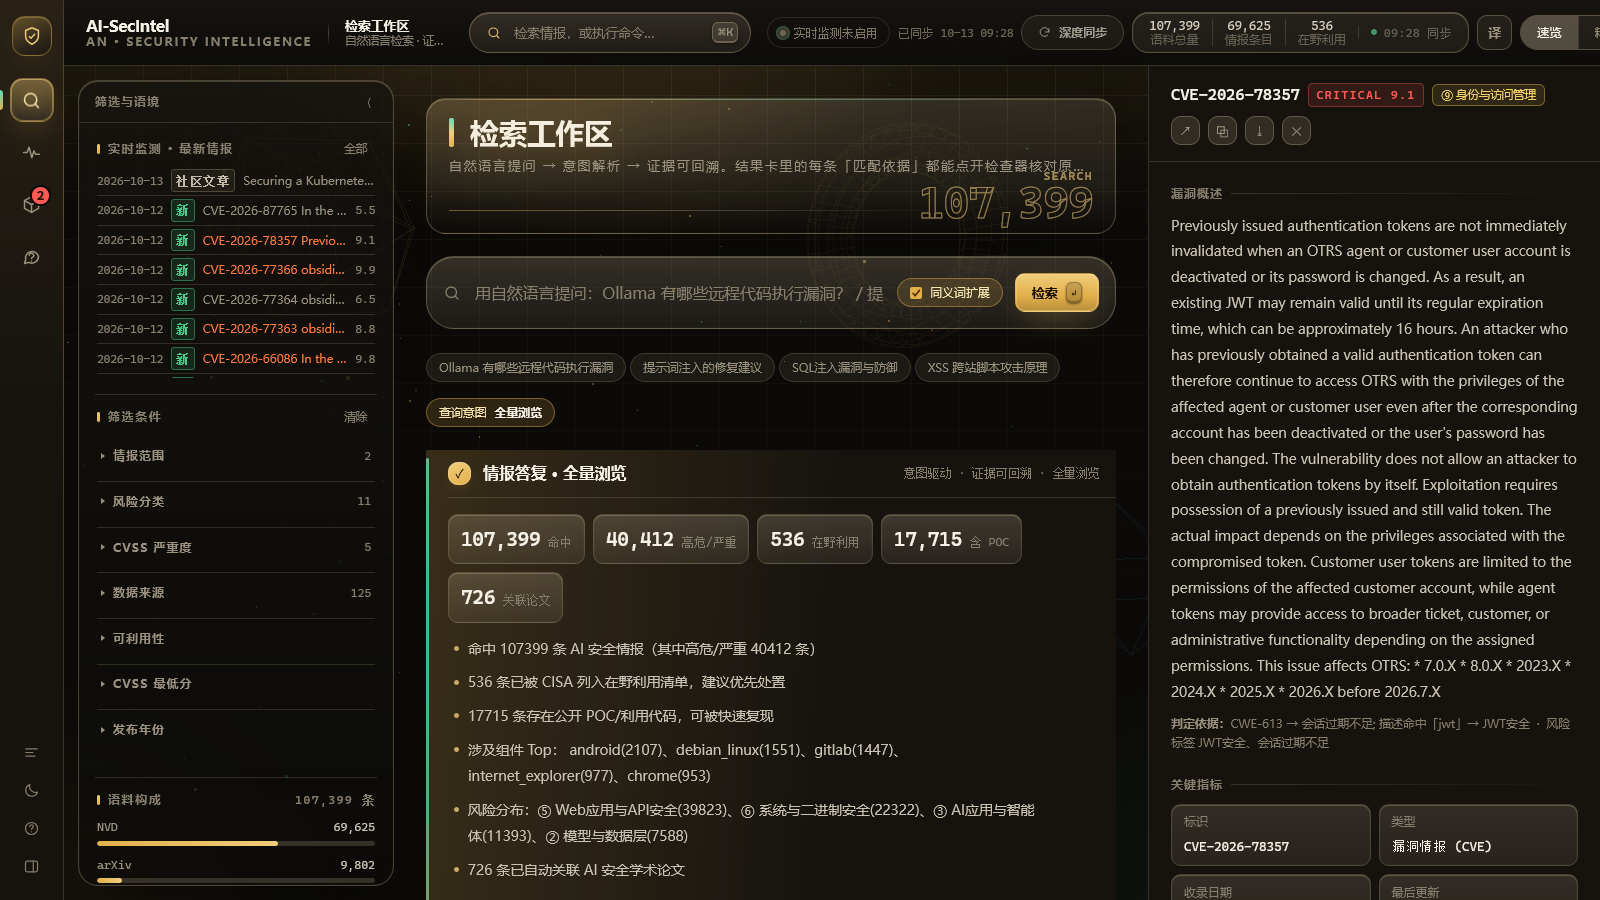 AI-SecIntel
AN • SECURITY INTELLIGENCE
检索工作区
自然语言检索 · 证...
检索情报，或执行命令...
⌘K
实时监测未启用
已同步 10-13 09:28
深度同步
107,399
语料总量
69,625
情报条目
536
在野利用
09:28 同步
译
速览
2
筛选与语境
实时监测 • 最新情报
全部
2026-10-13 社区文章 Securing a Kubernete...
2026-10-12 新 CVE-2026-87765 In the ... 5.5
2026-10-12 新 CVE-2026-78357 Previo... 9.1
2026-10-12 新 CVE-2026-77366 obsidi... 9.9
2026-10-12 新 CVE-2026-77364 obsidi... 6.5
2026-10-12 新 CVE-2026-77363 obsidi... 8.8
2026-10-12 新 CVE-2026-66086 In the ... 9.8
筛选条件
清除
情报范围 2
风险分类 11
CVSS 严重度 5
数据来源 125
可利用性
CVSS 最低分
发布年份
语料构成 107,399 条
NVD 69,625
arXiv 9,802
检索工作区
自然语言提问 → 意图解析 → 证据可回溯。结果卡里的每条「匹配依据」都能点开检查器核对原...
SEARCH
107,399
用自然语言提问：Ollama 有哪些远程代码执行漏洞？ / 提
同义词扩展
检索
Ollama 有哪些远程代码执行漏洞
提示词注入的修复建议
SQL注入漏洞与防御
XSS 跨站脚本攻击原理
查询意图 全量浏览
情报答复 • 全量浏览
意图驱动 · 证据可回溯 · 全量浏览
107,399 命中
40,412 高危/严重
536 在野利用
17,715 含 POC
726 关联论文
• 命中 107399 条 AI 安全情报（其中高危/严重 40412 条）
• 536 条已被 CISA 列入在野利用清单，建议优先处置
• 17715 条存在公开 POC/利用代码，可被快速复现
• 涉及组件 Top： android(2107)、debian_linux(1551)、gitlab(1447)、
internet_explorer(977)、chrome(953)
• 风险分布：⑤ Web应用与API安全(39823)、⑥ 系统与二进制安全(22322)、③ AI应用与智能
体(11393)、② 模型与数据层(7588)
• 726 条已自动关联 AI 安全学术论文
CVE-2026-78357
CRITICAL 9.1
⑨ 身份与访问管理
漏洞概述
Previously issued authentication tokens are not immediately
invalidated when an OTRS agent or customer user account is
deactivated or its password is changed. As a result, an
existing JWT may remain valid until its regular expiration
time, which can be approximately 16 hours. An attacker who
has previously obtained a valid authentication token can
therefore continue to access OTRS with the privileges of the
affected agent or customer user even after the corresponding
account has been deactivated or the user's password has
been changed. The vulnerability does not allow an attacker to
obtain authentication tokens by itself. Exploitation requires
possession of a previously issued and still valid token. The
actual impact depends on the privileges associated with the
compromised token. Customer user tokens are limited to the
permissions of the affected customer account, while agent
tokens may provide access to broader ticket, customer, or
administrative functionality depending on the assigned
permissions. This issue affects OTRS: * 7.0.X * 8.0.X * 2023.X *
2024.X * 2025.X * 2026.X before 2026.7.X
判定依据：CWE-613 → 会话过期不足; 描述命中「jwt」→ JWT安全 · 风险
标签 JWT安全、会话过期不足
关键指标
标识
CVE-2026-78357
类型
漏洞情报 (CVE)
收录日期
最后更新